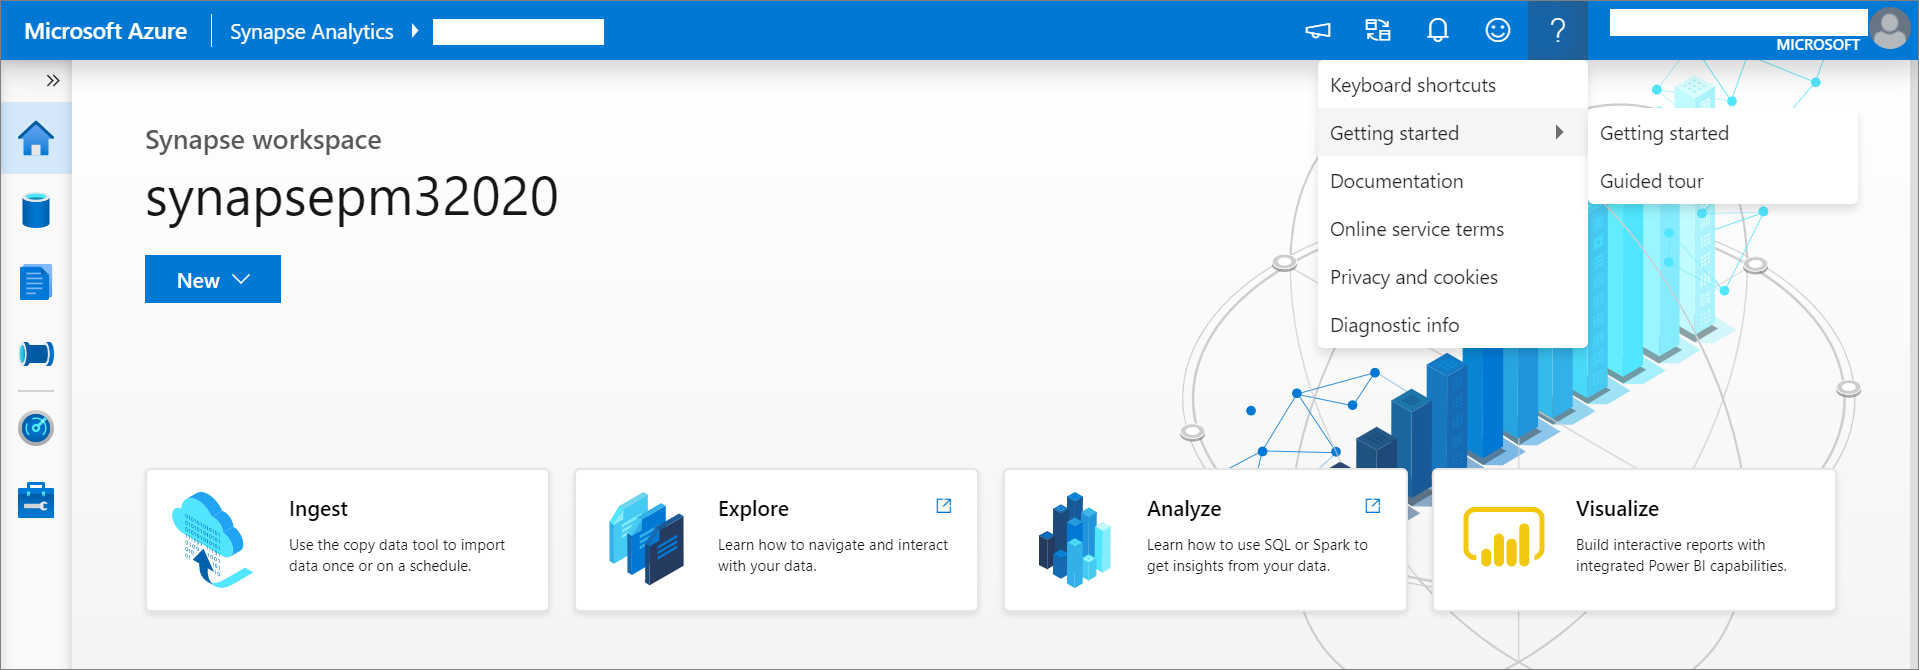 Microsoft Azure
Synapse Analytics
MICROSOFT
Keyboard shortcuts
Getting started
Documentation
Online service terms
Privacy and cookies
Diagnostic info
Getting started
Guided tour
Synapse workspace
synapsepm32020
New
Ingest
Use the copy data tool to import
data once or on a schedule.
Explore
Learn how to navigate and interact
with your data.
Analyze
Learn how to use SQL or Spark to
get insights from your data.
Visualize
Build interactive reports with
integrated Power BI capabilities.